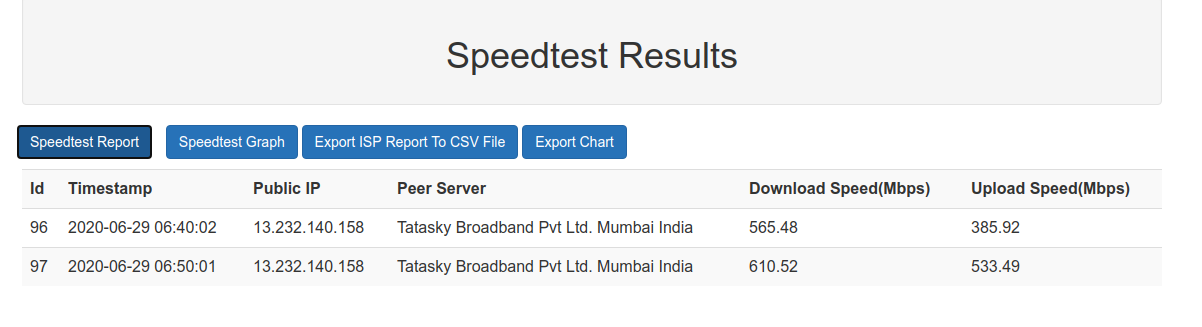 Speedtest Results
Speedtest Report Speedtest Graph Export ISP Report To CSV File Export Chart
Id Timestamp Public IP Peer Server Download Speed(Mbps) Upload Speed(Mbps)
96 2020-06-29 06:40:02 13.232.140.158 Tatasky Broadband Pvt Ltd. Mumbai India 565.48 385.92
97 2020-06-29 06:50:01 13.232.140.158 Tatasky Broadband Pvt Ltd. Mumbai India 610.52 533.49